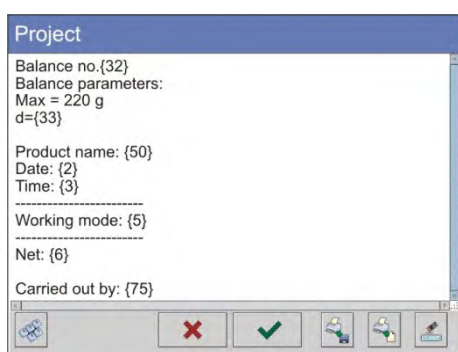 Project
Balance no.{32}
Balance parameters:
Max = 220 g
d={33}
Product name: {50}
Date: {2}
Time: {3}
------------------------
Working mode: {5}
------------------------
Net: {6}
Carried out by: {75}